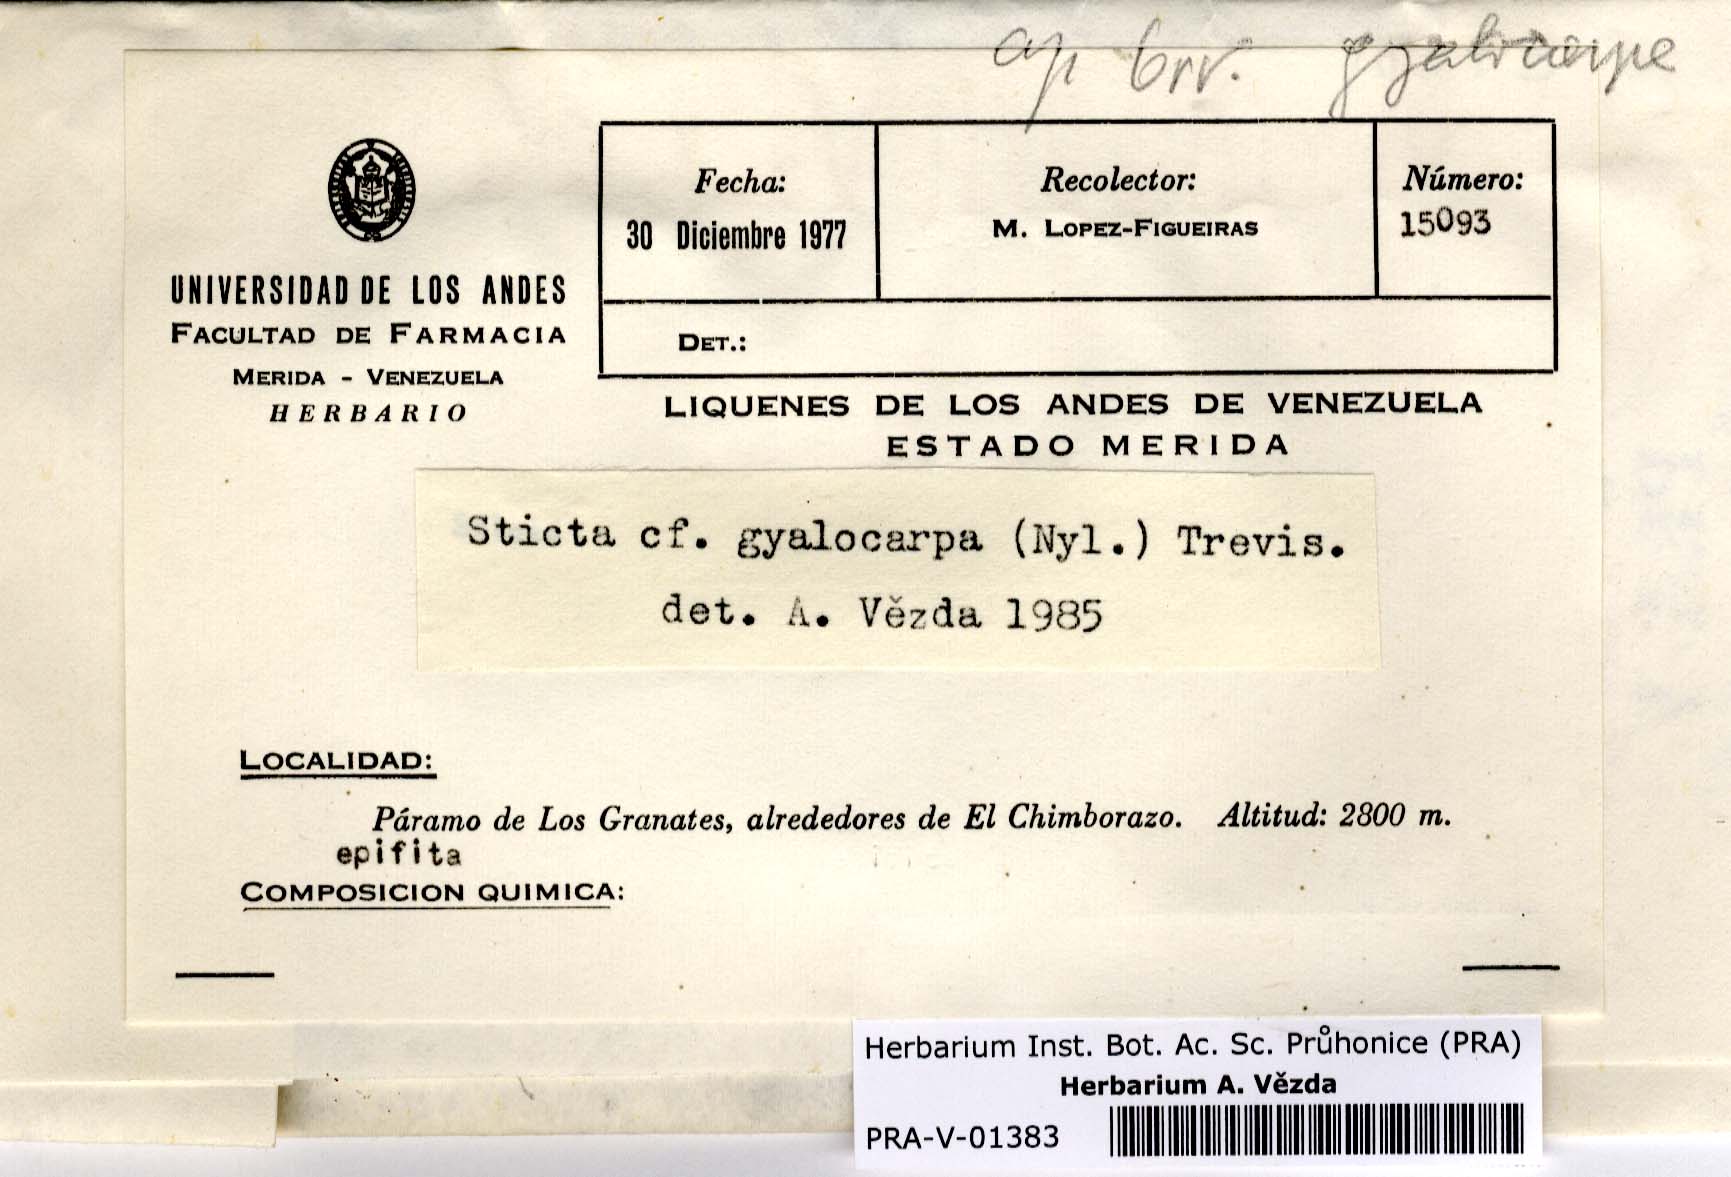 Fecha:
30 Diciembre 1977
Recolector:
M. LOPEZ-FIGUEIRAS
Número:
15093
DET.:
UNIVERSIDAD DE LOS ANDES
FACULTAD DE FARMACIA
MERIDA - VENEZUELA
HERBARIO
LIQUENES DE LOS ANDES DE VENEZUELA
ESTADO MERIDA
Sticta cf. gyalocarpa (Nyl.) Trevis.
det. A. Vězda 1985
LOCALIDAD:
Páramo de Los Granates, alrededores de El Chimborazo. Altitud: 2800 m.
epifita
COMPOSICION QUIMICA:
Herbarium Inst. Bot. Ac. Sc. Průhonice (PRA)
Herbarium A. Vězda
PRA-V-01383